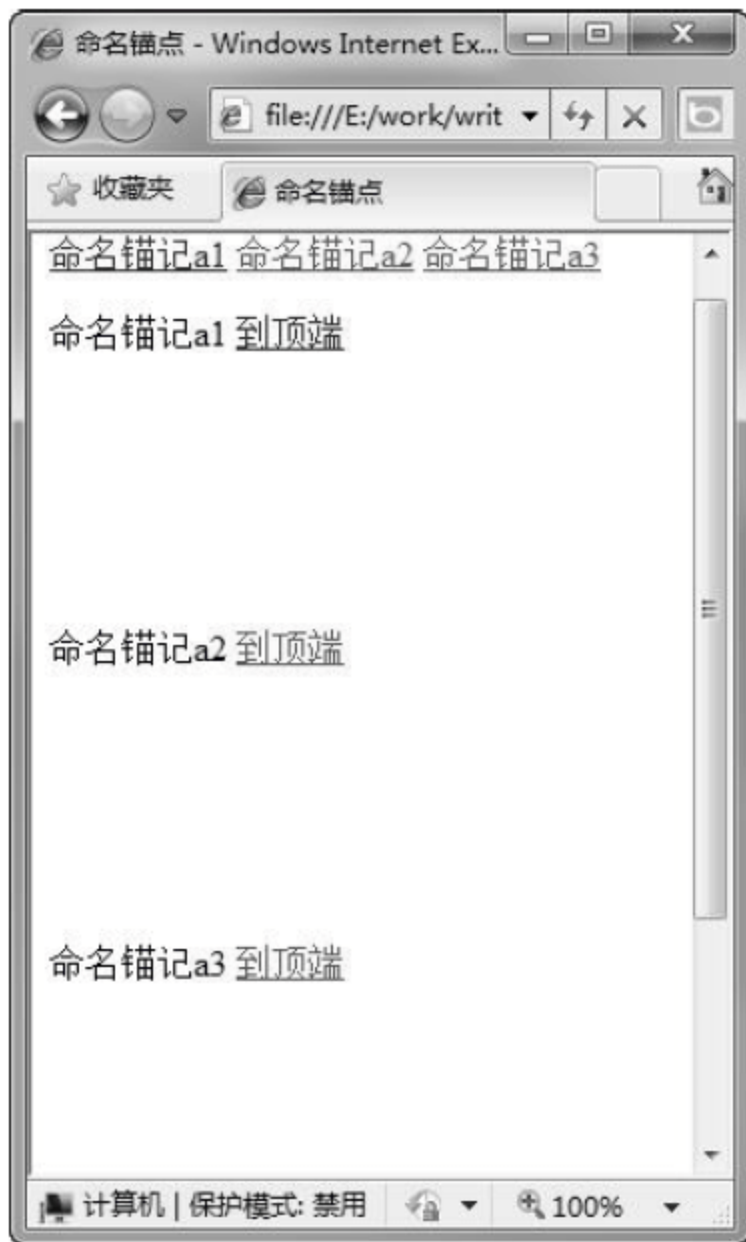 命名锚点 - Windows Internet Ex...
file:///E:/work/writ
收藏夹 命名锚点
命名锚记a1 命名锚记a2 命名锚记a3
命名锚记a1 到顶端
命名锚记a2 到顶端
命名锚记a3 到顶端
计算机 | 保护模式: 禁用 100%